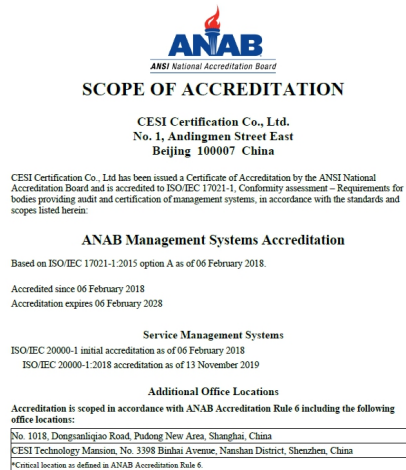 ANAB
ANSI National Accreditation Board
SCOPE OF ACCREDITATION
CESI Certification Co., Ltd.
No. 1, Andingmen Street East
Beijing 100007 China
CESI Certification Co., Ltd has been issued a Certificate of Accreditation by the ANSI National
Accreditation Board and is accredited to ISO/IEC 17021-1, Conformity assessment – Requirements for
bodies providing audit and certification of management systems, in accordance with the standards and
scopes listed herein:
ANAB Management Systems Accreditation
Based on ISO/IEC 17021-1:2015 option A as of 06 February 2018.
Accredited since 06 February 2018
Accreditation expires 06 February 2028
Service Management Systems
ISO/IEC 20000-1 initial accreditation as of 06 February 2018
ISO/IEC 20000-1:2018 accreditation as of 13 November 2019
Additional Office Locations
Accreditation is scoped in accordance with ANAB Accreditation Rule 6 including the following
office locations:
No. 1018, Dongsanliqiao Road, Pudong New Area, Shanghai, China
CESI Technology Mansion, No. 3398 Binhai Avenue, Nanshan District, Shenzhen, China
*Critical location as defined in ANAB Accreditation Rule 6.